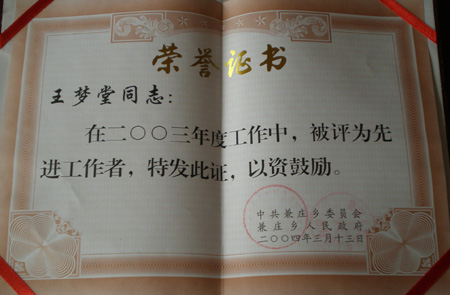 荣誉证书
王梦堂同志：
在二〇〇三年度工作中，被评为先
进工作者，特发此证，以资鼓励。
中共兼庄乡委员会
兼庄乡人民政府
二〇〇四年三月十三日